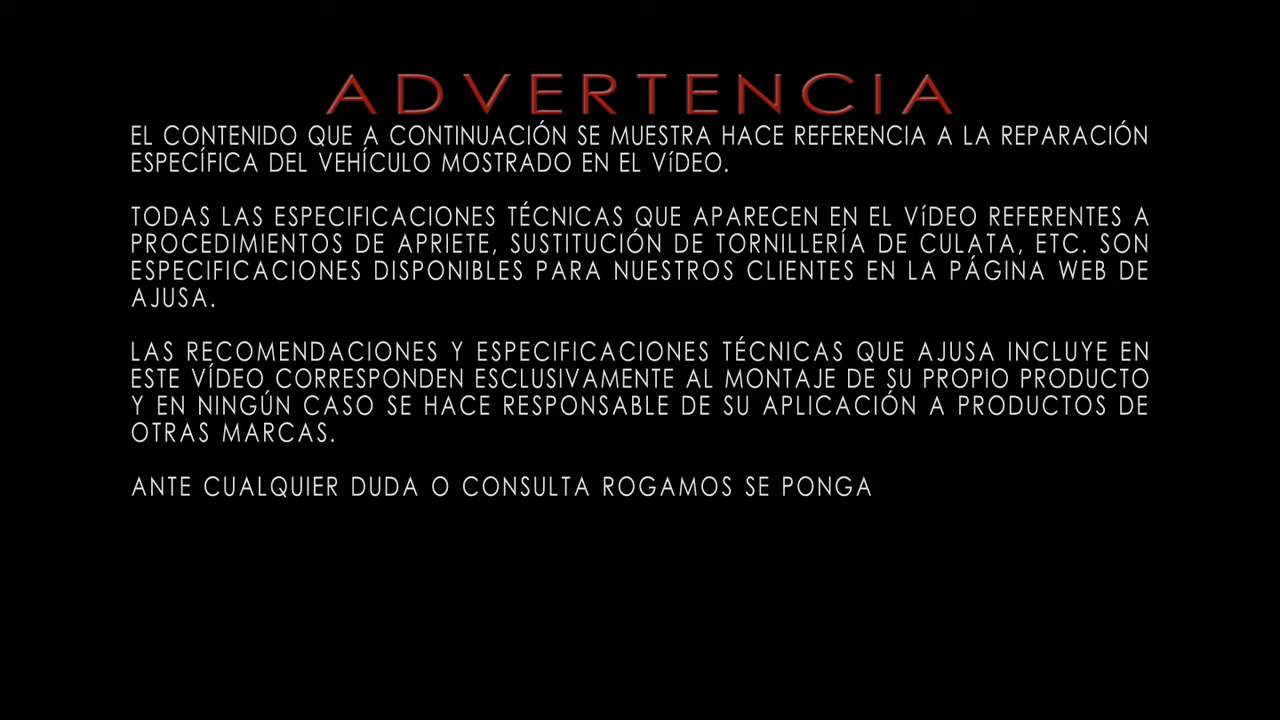 ADVERTENCIA
EL CONTENIDO QUE A CONTINUACIÓN SE MUESTRA HACE REFERENCIA A LA REPARACIÓN
ESPECÍFICA DEL VEHÍCULO MOSTRADO EN EL VíDEO.
TODAS LAS ESPECIFICACIONES TÉCNICAS QUE APARECEN EN EL VíDEO REFERENTES A
PROCEDIMIENTOS DE APRIETE, SUSTITUCIÓN DE TORNILLERÍA DE CULATA, ETC. SON
ESPECIFICACIONES DISPONIBLES PARA NUESTROS CLIENTES EN LA PÁGINA WEB DE
AJUSA.
LAS RECOMENDACIONES Y ESPECIFICACIONES TÉCNICAS QUE AJUSA INCLUYE EN
ESTE VÍDEO CORRESPONDEN ESCLUSIVAMENTE AL MONTAJE DE SU PROPIO PRODUCTO
Y EN NINGÚN CASO SE HACE RESPONSABLE DE SU APLICACIÓN A PRODUCTOS DE
OTRAS MARCAS.
ANTE CUALQUIER DUDA O CONSULTA ROGAMOS SE PONGA